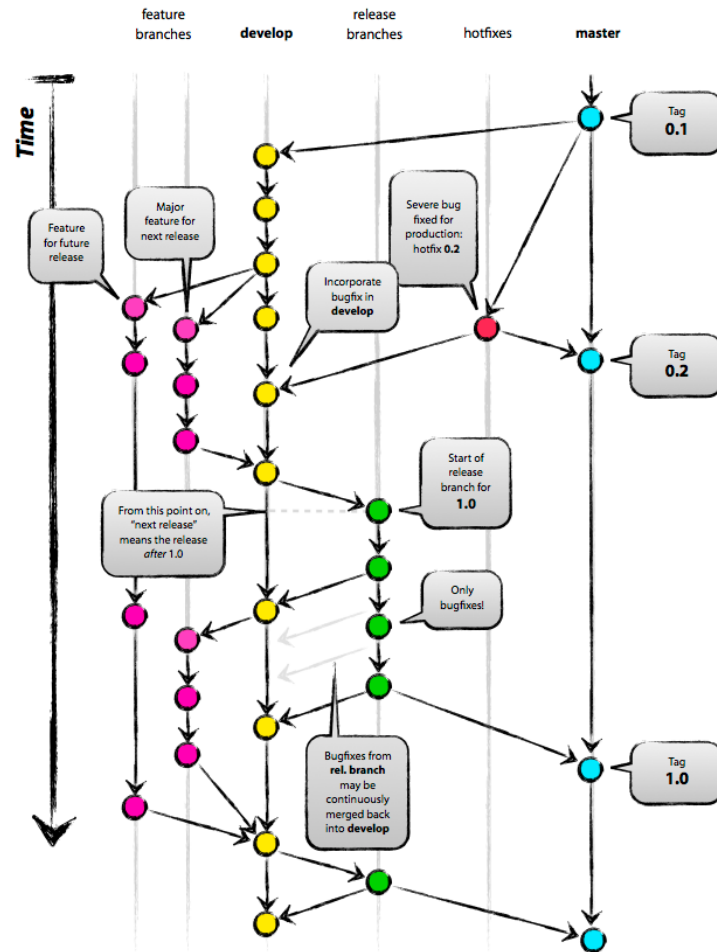 feature
branches
develop
release
branches
hotfixes
master
Time
Tag
0.1
Major
feature for
next release
Severe bug
fixed for
production:
hotfix 0.2
Feature
for future
release
Incorporate
bugfix in
develop
Tag
0.2
Start of
release
branch for
1.0
From this point on,
“next release”
means the release
after 1.0
Only
bugfixes!
Bugfixes from
rel. branch
may be
continuously
merged back
into develop
Tag
1.0